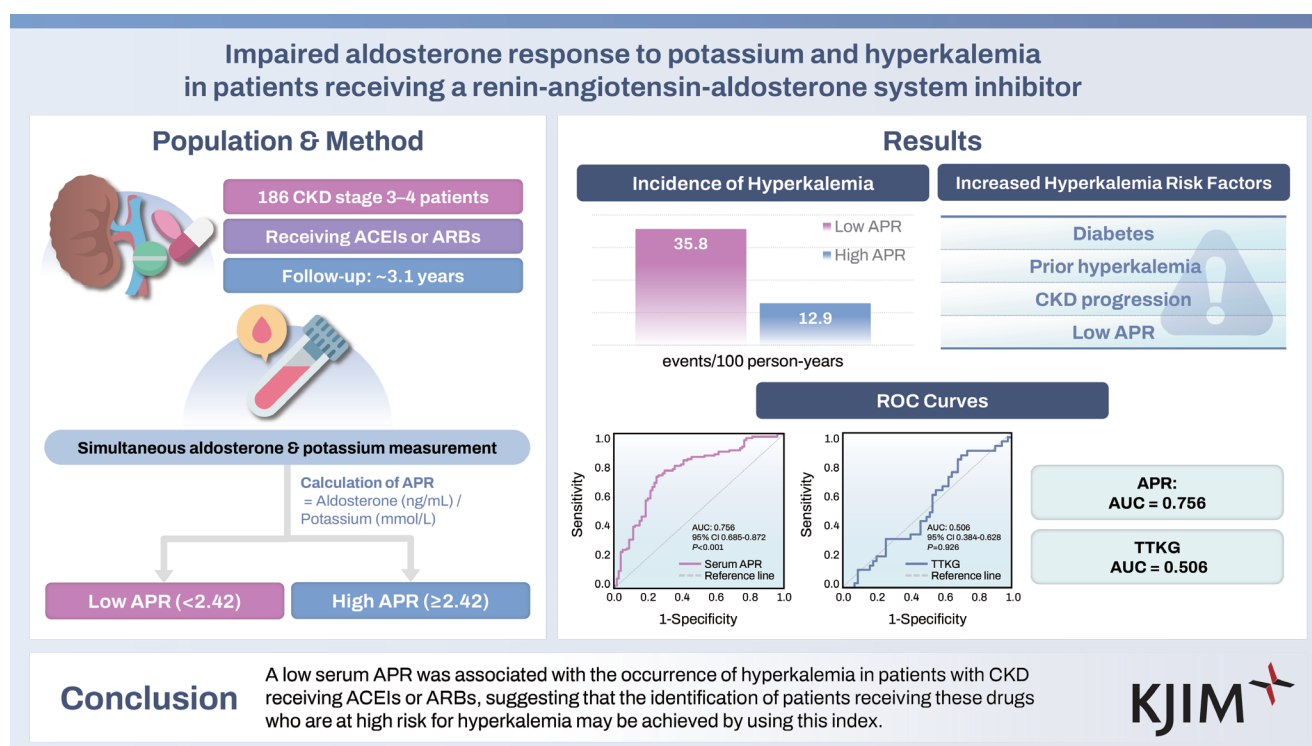 Impaired aldosterone response to potassium and hyperkalemia
in patients receiving a renin-angiotensin-aldosterone system inhibitor
Population & Method
186 CKD stage 3–4 patients
Receiving ACEIs or ARBs
Follow-up: ~3.1 years
Simultaneous aldosterone & potassium measurement
Calculation of APR
= Aldosterone (ng/mL) /
Potassium (mmol/L)
Low APR (<2.42)
High APR (≥2.42)
Results
Incidence of Hyperkalemia
Low APR
High APR
35.8
12.9
events/100 person-years
Increased Hyperkalemia Risk Factors
Diabetes
Prior hyperkalemia
CKD progression
Low APR
ROC Curves
Sensitivity
1.0
0.8
0.6
0.4
0.2
0.0
AUC: 0.756
95% CI 0.685-0.872
P<0.001
Serum APR
Reference line
0.0 0.2 0.4 0.6 0.8 1.0
1-Specificity
Sensitivity
1.0
0.8
0.6
0.4
0.2
0.0
AUC: 0.506
95% CI 0.384-0.628
P=0.926
TTKG
Reference line
0.0 0.2 0.4 0.6 0.8 1.0
1-Specificity
APR:
AUC = 0.756
TTKG
AUC = 0.506
Conclusion
A low serum APR was associated with the occurrence of hyperkalemia in patients with CKD
receiving ACEIs or ARBs, suggesting that the identification of patients receiving these drugs
who are at high risk for hyperkalemia may be achieved by using this index.
KJIM